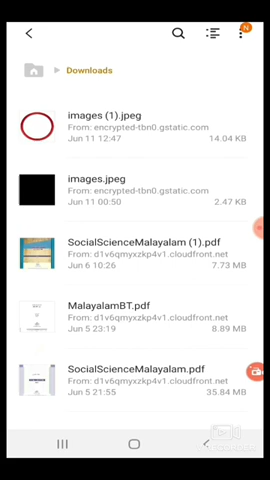 N
Downloads
images (1).jpeg
From: encrypted-tbn0.gstatic.com
Jun 11 12:47 14.04 KB
images.jpeg
From: encrypted-tbn0.gstatic.com
Jun 11 00:50 2.47 KB
SocialScienceMalayalam (1).pdf
From: d1v6qmyxzkp4v1.cloudfront.net
Jun 6 10:26 7.73 MB
MalayalamBT.pdf
From: d1v6qmyxzkp4v1.cloudfront.net
Jun 5 23:19 8.89 MB
SocialScienceMalayalam.pdf
From: d1v6qmyxzkp4v1.cloudfront.net
Jun 5 21:55 35.84 MB